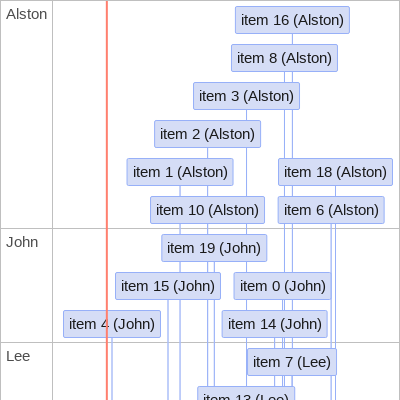 Alston
item 16 (Alston)
item 8 (Alston)
item 3 (Alston)
item 2 (Alston)
item 1 (Alston)
item 18 (Alston)
item 10 (Alston)
item 6 (Alston)
John
item 19 (John)
item 15 (John)
item 0 (John)
item 4 (John)
item 14 (John)
Lee
item 7 (Lee)
item 13 (Lee)